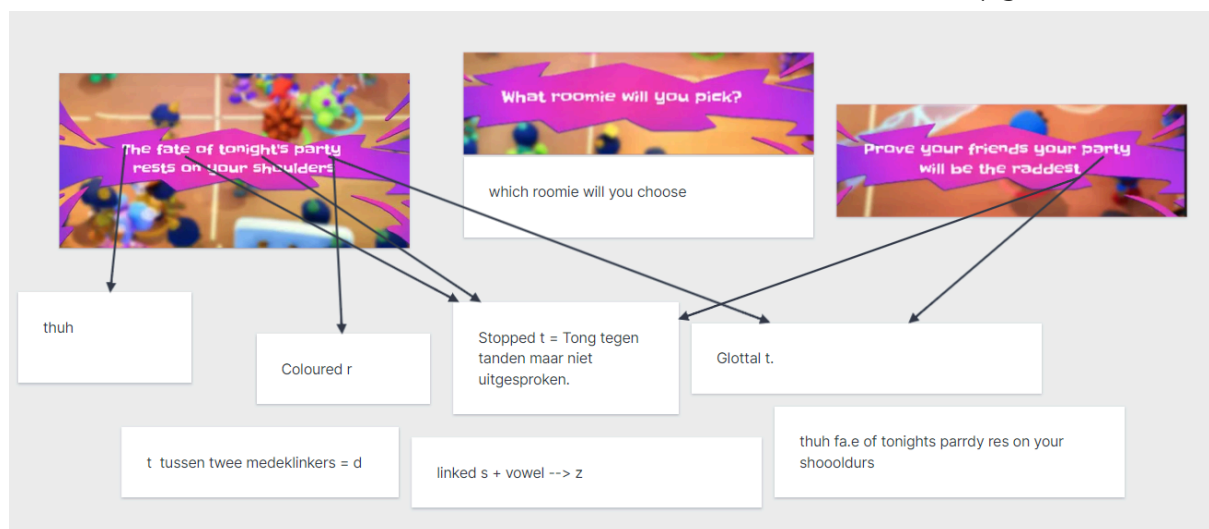 The fate of tonight's party
rests on your shoulders
What roomie will you pick?
which roomie will you choose
Prove your friends your party
will be the raddest
thuh
Coloured r
Stopped t = Tong tegen
tanden maar niet
uitgesproken.
Glottal t.
t tussen twee medeklinkers = d
linked s + vowel --> z
thuh fa.e of tonights parrdy res on your
shoooldurs